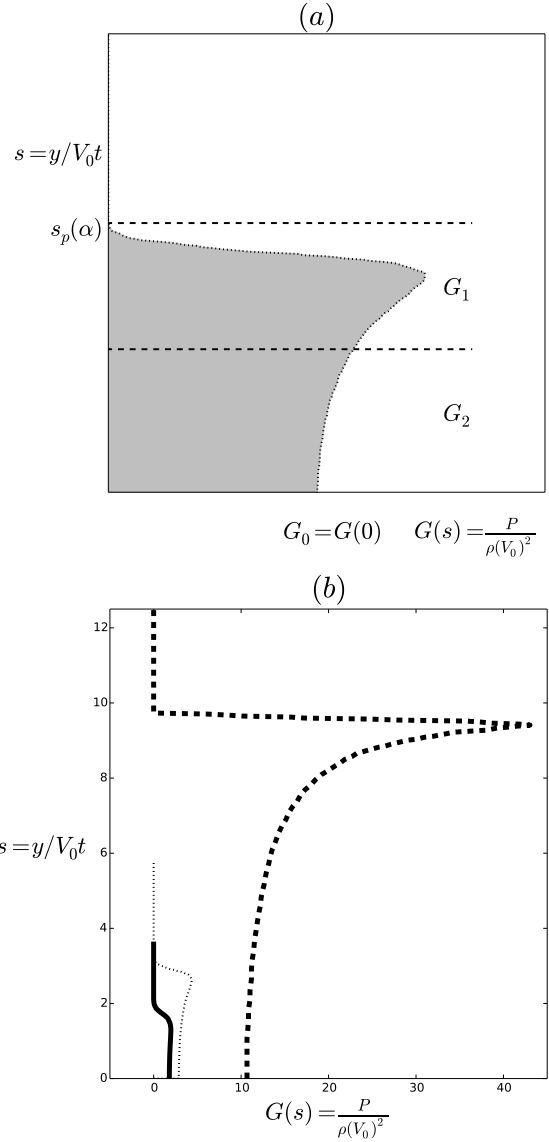 (a)
s=y/V₀t
sₚ(α)
G₁
G₂
G₀=G(0) G(s)=P/ρ(V₀)²
(b)
12
10
8
s=y/V₀t
6
4
2
0
0 10 20 30 40
G(s)=P/ρ(V₀)²